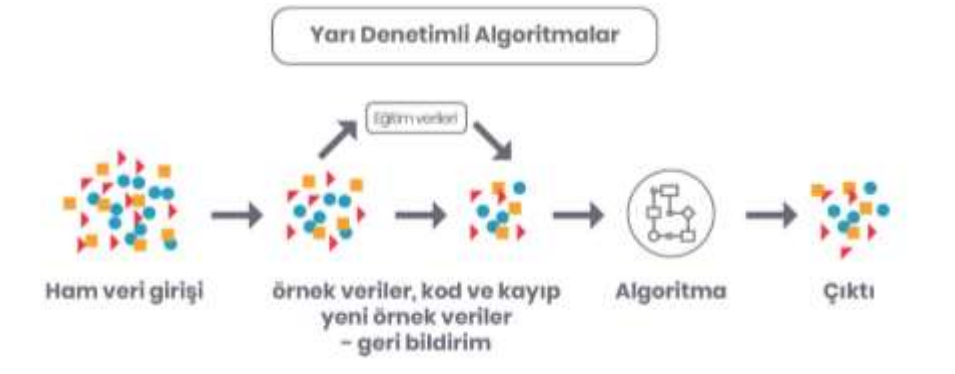 Yarı Denetimli Algoritmalar
Eğitim verileri
Ham veri girişi
örnek veriler, kod ve kayıp
yeni örnek veriler
- geri bildirim
Algoritma
Çıktı